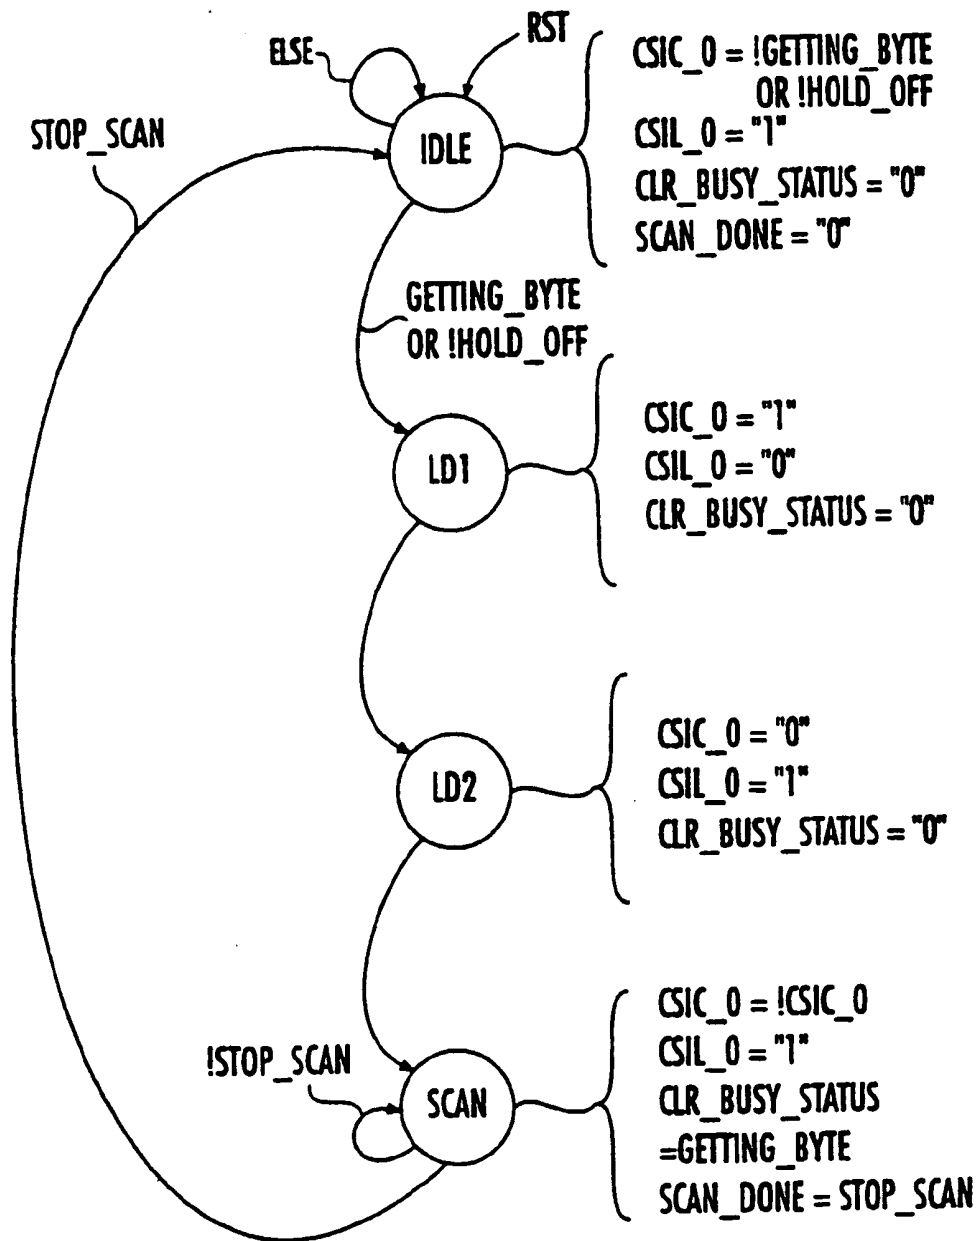 RST
ELSE
CSIC_0 = !GETTING_BYTE
OR !HOLD_OFF
CSIL_0 = "1"
CLR_BUSY_STATUS = "0"
SCAN_DONE = "0"
STOP_SCAN
IDLE
GETTING_BYTE
OR !HOLD_OFF
CSIC_0 = "1"
CSIL_0 = "0"
CLR_BUSY_STATUS = "0"
LD1
CSIC_0 = "0"
CSIL_0 = "1"
CLR_BUSY_STATUS = "0"
LD2
CSIC_0 = !CSIC_0
CSIL_0 = "1"
CLR_BUSY_STATUS
=GETTING_BYTE
SCAN_DONE = STOP_SCAN
!STOP_SCAN
SCAN